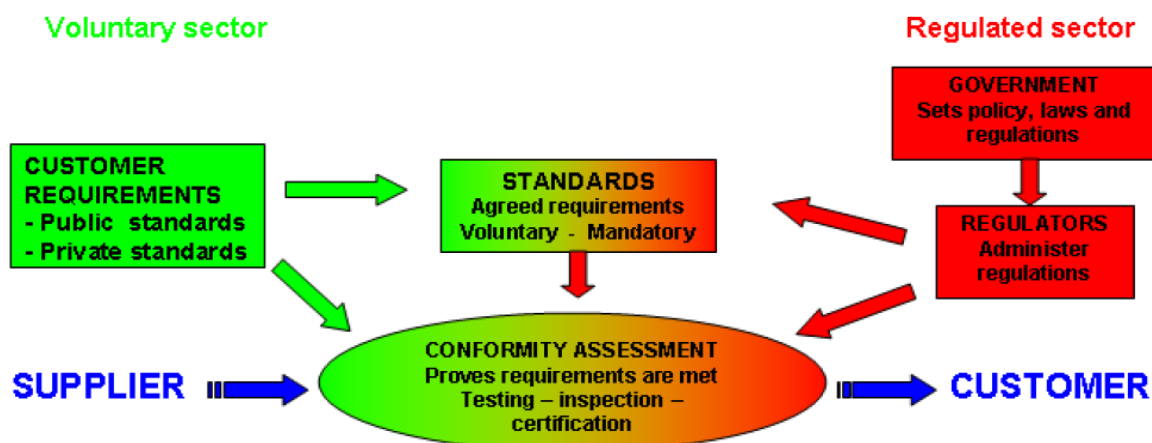 Voluntary sector
Regulated sector
GOVERNMENT
Sets policy, laws and
regulations
CUSTOMER
REQUIREMENTS
- Public standards
- Private standards
STANDARDS
Agreed requirements
Voluntary - Mandatory
REGULATORS
Administer
regulations
CONFORMITY ASSESSMENT
Proves requirements are met
Testing – inspection –
certification
SUPPLIER
CUSTOMER